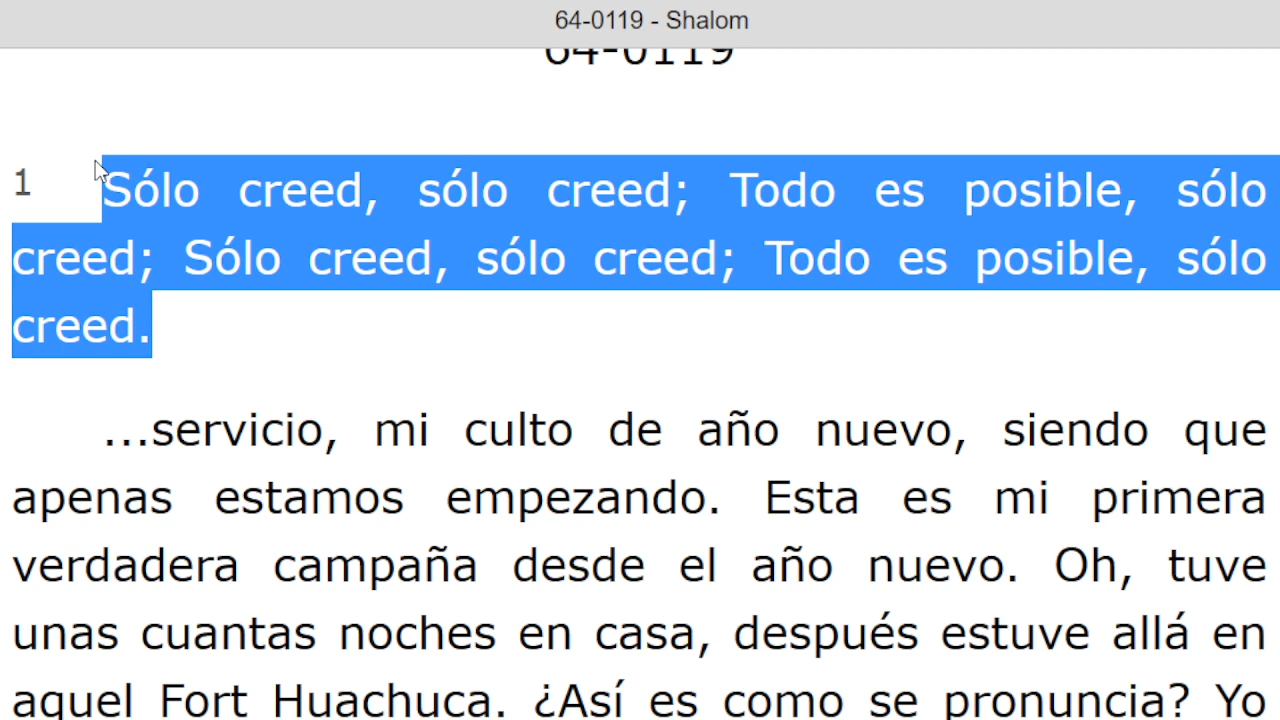 64-0119 - Shalom
64-0119
1 Sólo creed, sólo creed; Todo es posible, sólo
creed; Sólo creed, sólo creed; Todo es posible, sólo
creed.
...servicio, mi culto de año nuevo, siendo que
apenas estamos empezando. Esta es mi primera
verdadera campaña desde el año nuevo. Oh, tuve
unas cuantas noches en casa, después estuve allá en
aquel Fort Huachuca. ¿Así es como se pronuncia? Yo